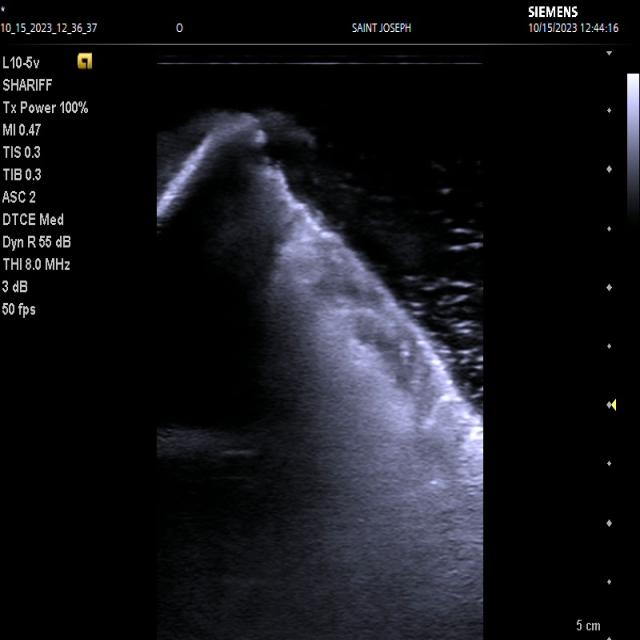 *
SIEMENS
10_15_2023_12_36_37 O SAINT JOSEPH 10/15/2023 12:44:16
L10-5v
SHARIFF
Tx Power 100%
MI 0.47
TIS 0.3
TIB 0.3
ASC 2
DTCE Med
Dyn R 55 dB
THI 8.0 MHz
3 dB
50 fps
5 cm